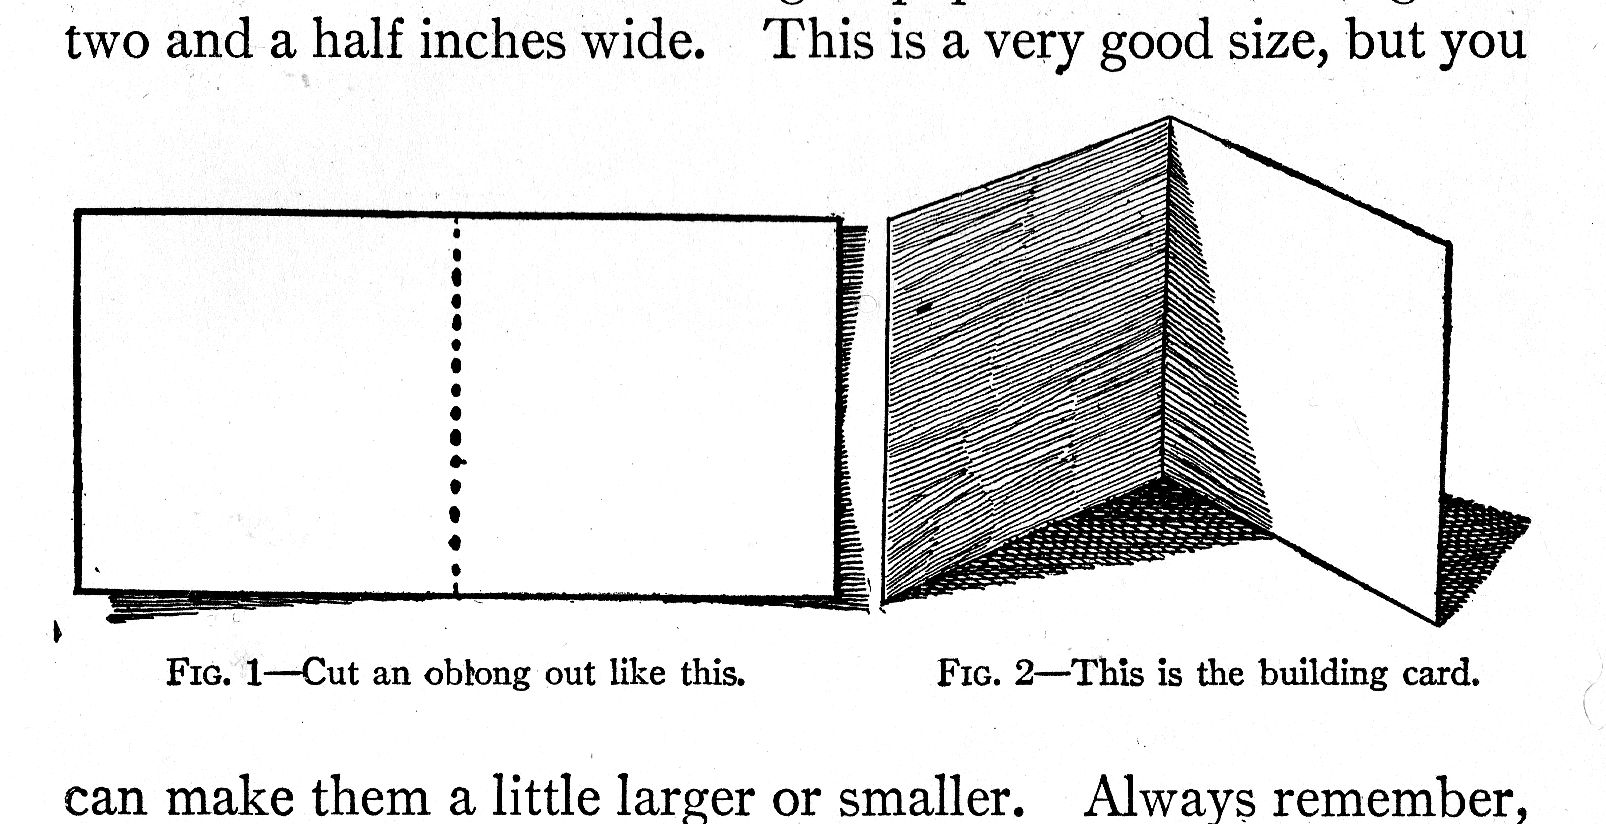 two and a half inches wide. This is a very good size, but you
Fig. 1—Cut an oblong out like this.
Fig. 2—This is the building card.
can make them a little larger or smaller. Always remember,